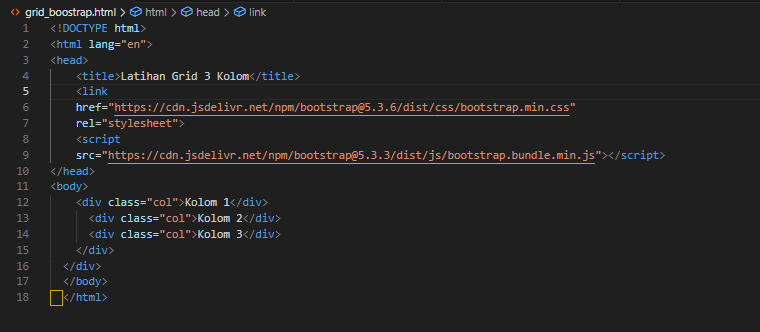 grid_boostrap.html > html > head > link
1 <!DOCTYPE html>
2 <html lang="en">
3 <head>
4 <title>Latihan Grid 3 Kolom</title>
5 <link
6 href="https://cdn.jsdelivr.net/npm/bootstrap@5.3.6/dist/css/bootstrap.min.css"
7 rel="stylesheet">
8 <script
9 src="https://cdn.jsdelivr.net/npm/bootstrap@5.3.3/dist/js/bootstrap.bundle.min.js"></script>
10 </head>
11 <body>
12 <div class="col">Kolom 1</div>
13 <div class="col">Kolom 2</div>
14 <div class="col">Kolom 3</div>
15 </div>
16 </div>
17 </body>
18 </html>